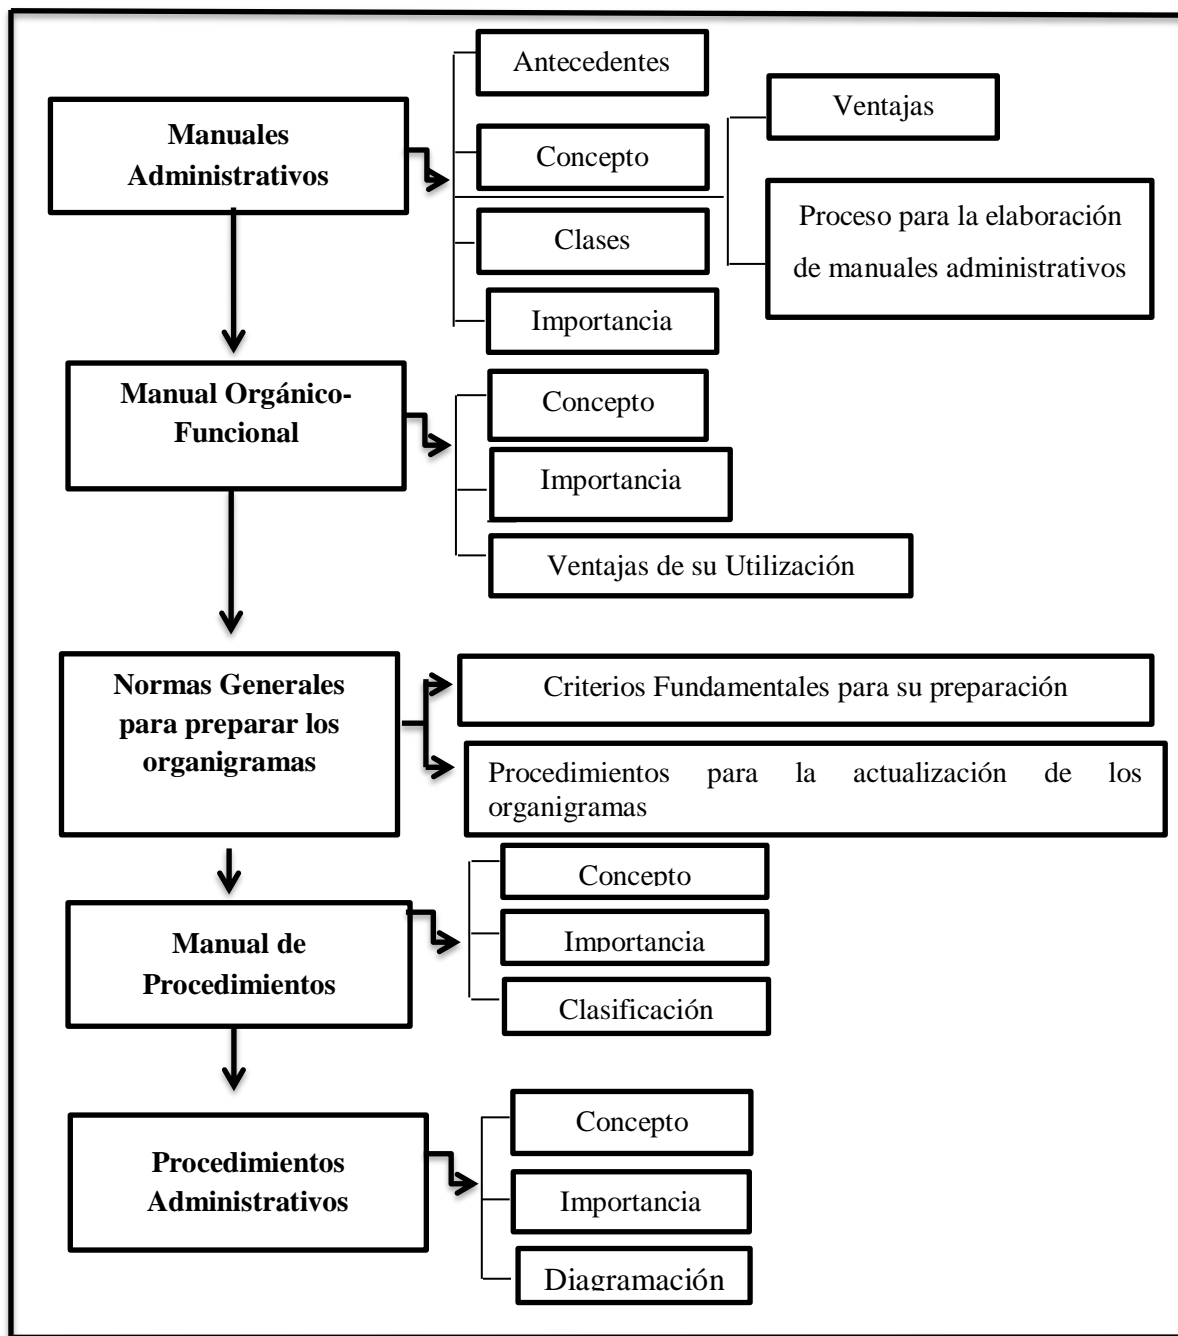 Manuales
Administrativos
Antecedentes
Concepto
Clases
Importancia
Ventajas
Proceso para la elaboración
de manuales administrativos
Manual Orgánico-
Funcional
Concepto
Importancia
Ventajas de su Utilización
Normas Generales
para preparar los
organigramas
Criterios Fundamentales para su preparación
Procedimientos para la actualización de los
organigramas
Manual de
Procedimientos
Concepto
Importancia
Clasificación
Procedimientos
Administrativos
Concepto
Importancia
Diagramación